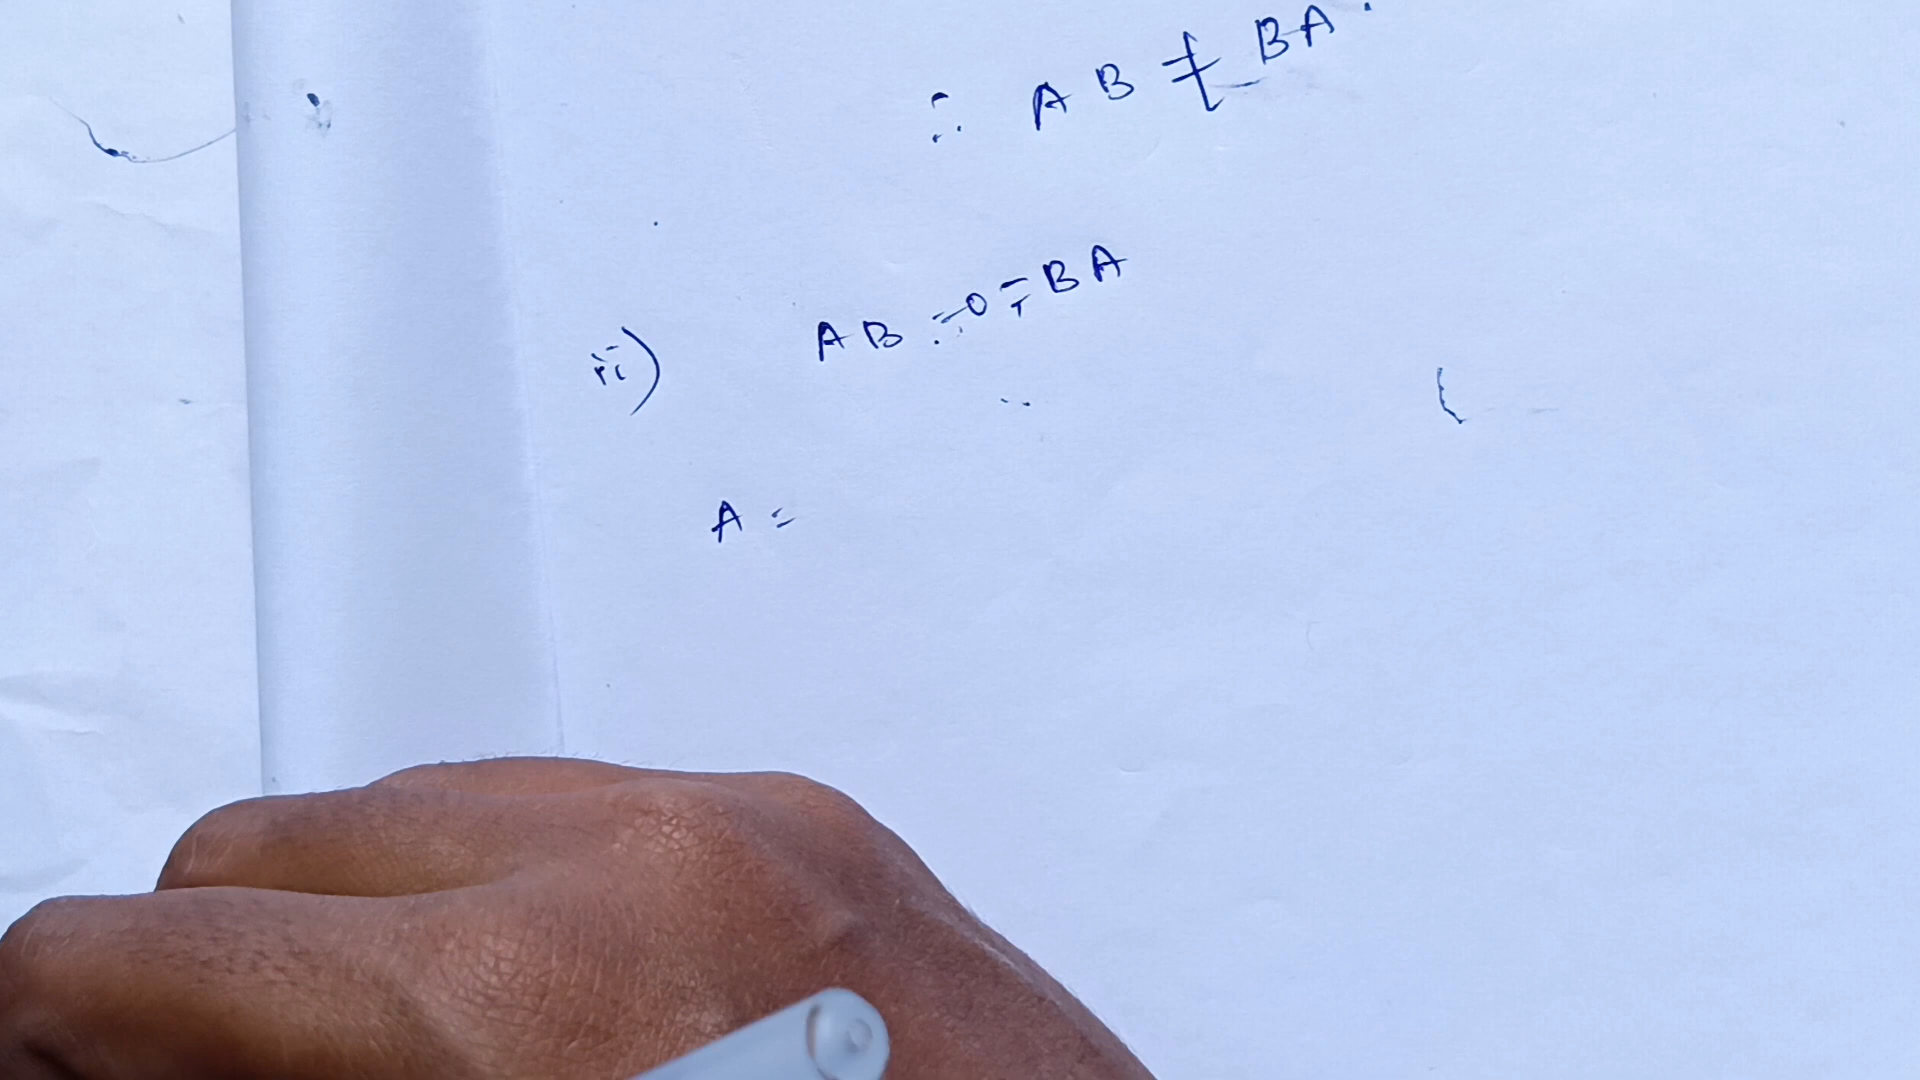 ∴ AB ≠ BA.
ii) AB = 0 = BA
A =